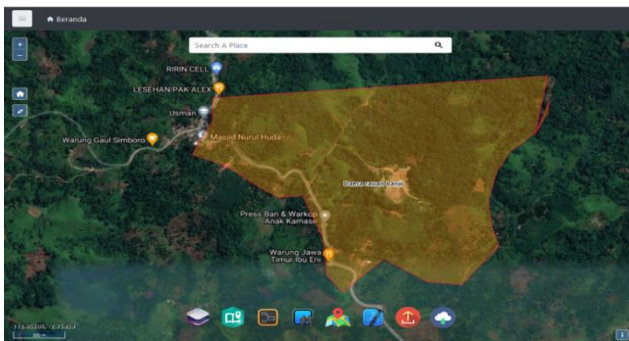 Beranda
Search A Place
RIRIN CELL
LESEHAN PAK ALEX
Usman
Masjid Nurul Huda
Warung Gaul Simboro
Press Ban & Warkop
Anak Kamase
Warung Jawa
Timur Ibu Eni